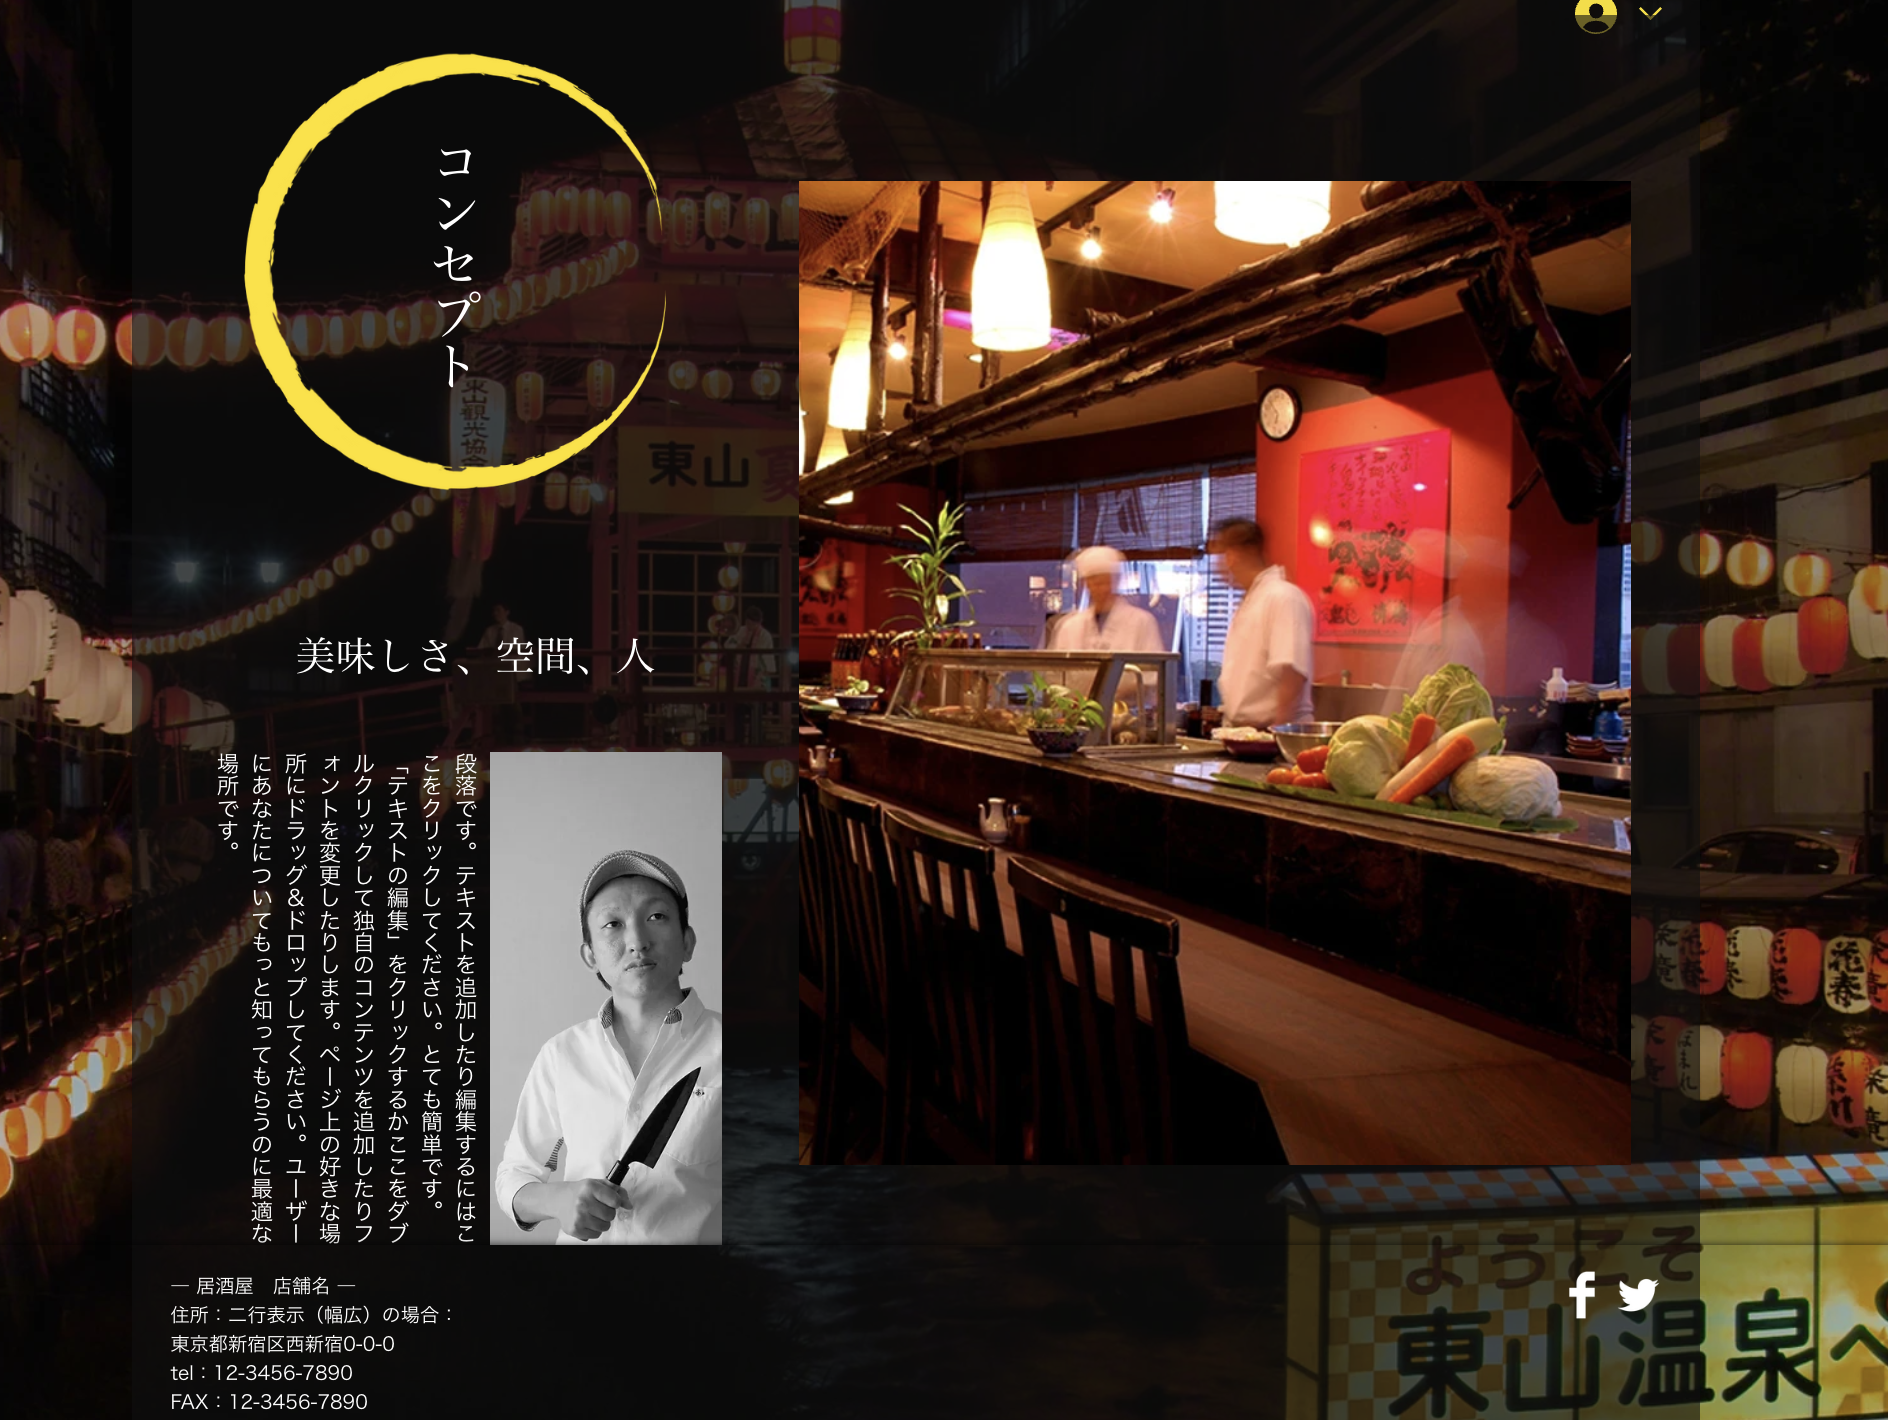 コンセプト
美味しさ、空間、人
段落です。テキストを追加したり編集するにはこ
こをクリックしてください。とても簡単です。
「テキストの編集」をクリックするかここをダブ
ルクリックして独自のコンテンツを追加したりフ
ォントを変更したりします。ページ上の好きな場
所にドラッグ＆ドロップしてください。ユーザー
にあなたについてもっと知ってもらうのに最適な
場所です。
東山観光協会
東山
花春
花春
ようこそ
東山温泉へ
― 居酒屋　店舗名 ―
住所：二行表示（幅広）の場合：
東京都新宿区西新宿0-0-0
tel：12-3456-7890
FAX：12-3456-7890